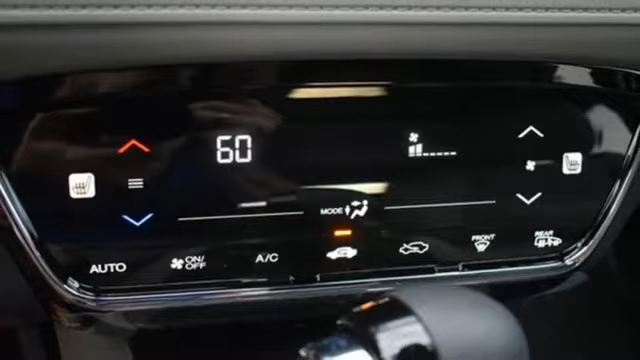 60
MODE
AUTO
ON/
OFF
A/C
FRONT
REAR